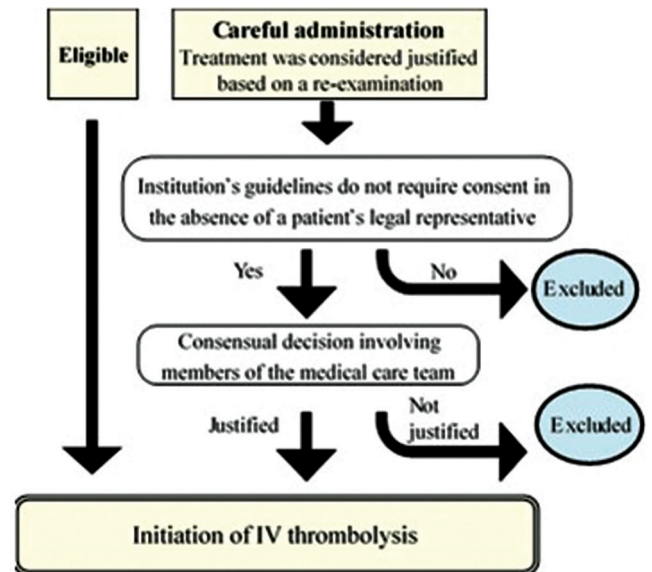 Eligible
Careful administration
Treatment was considered justified
based on a re-examination
Institution's guidelines do not require consent in
the absence of a patient's legal representative
Yes
No
Excluded
Consensual decision involving
members of the medical care team
Justified
Not
justified
Excluded
Initiation of IV thrombolysis